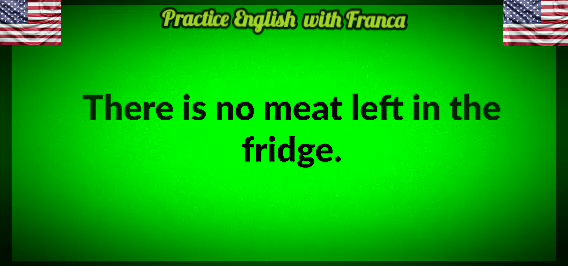 Practice English with Franca
There is no meat left in the
fridge.